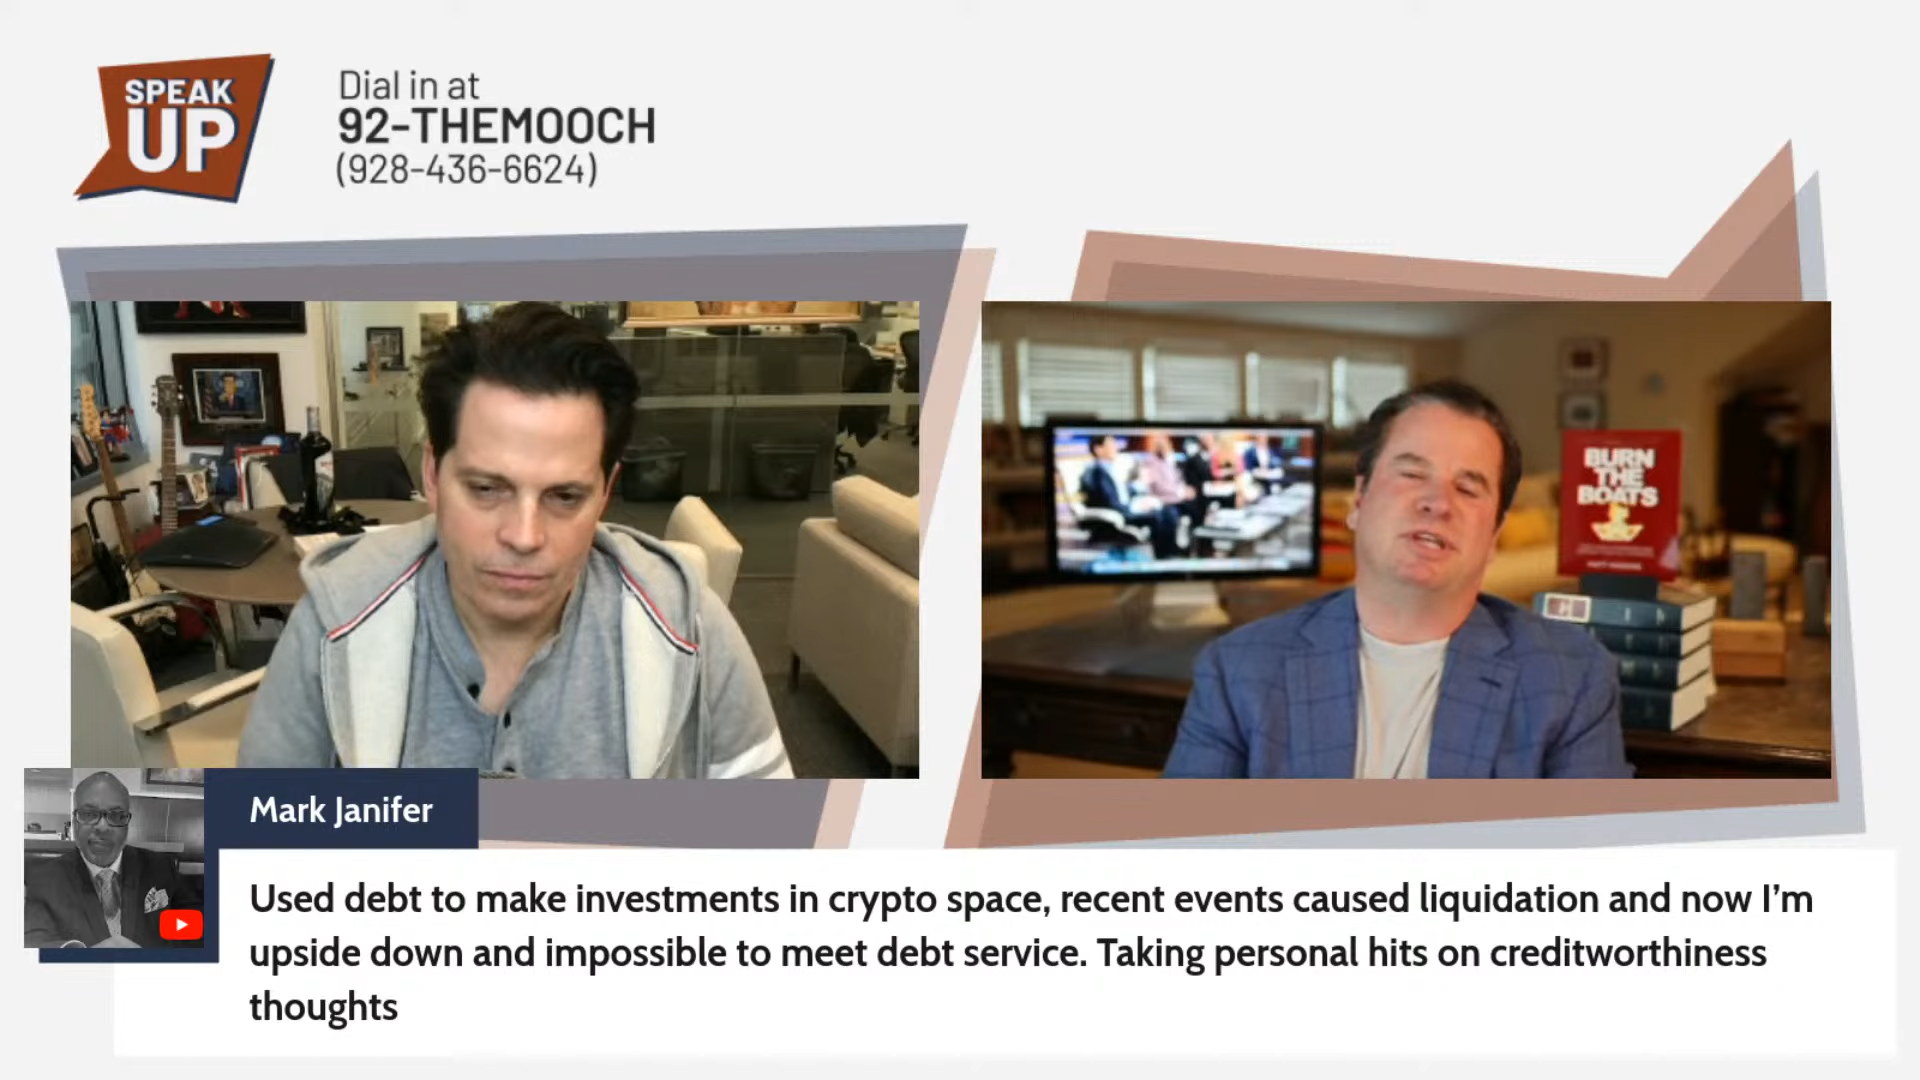 SPEAK
UP
Dial in at
92-THEMOOCH
(928-436-6624)
BURN
THE
BOATS
Mark Janifer
Used debt to make investments in crypto space, recent events caused liquidation and now I'm
upside down and impossible to meet debt service. Taking personal hits on creditworthiness
thoughts